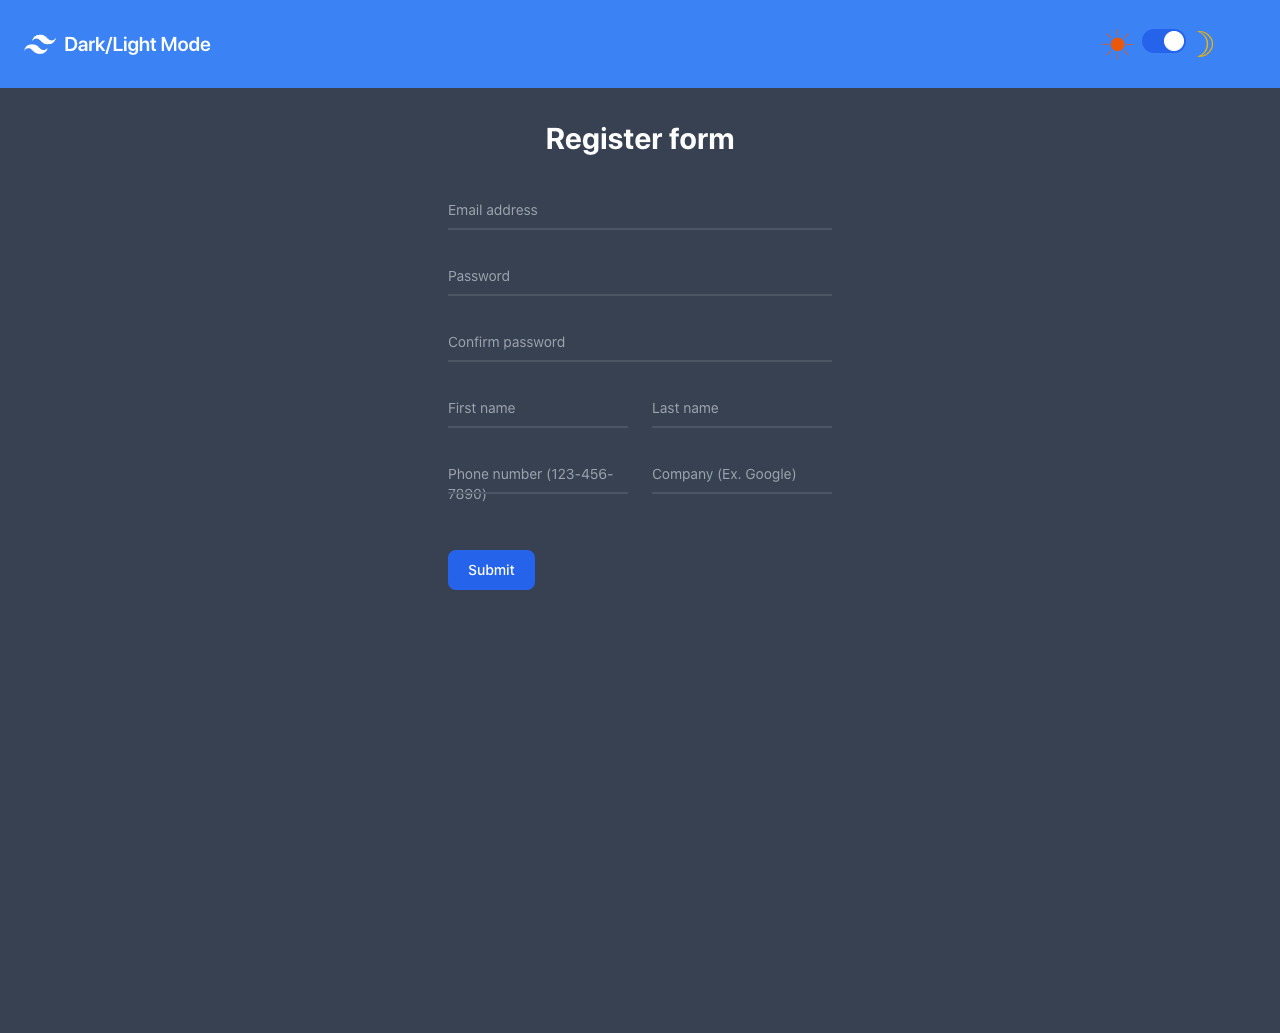 Dark/Light Mode
Register form
Email address
Password
Confirm password
First name
Last name
Phone number (123-456-
7890)
Company (Ex. Google)
Submit